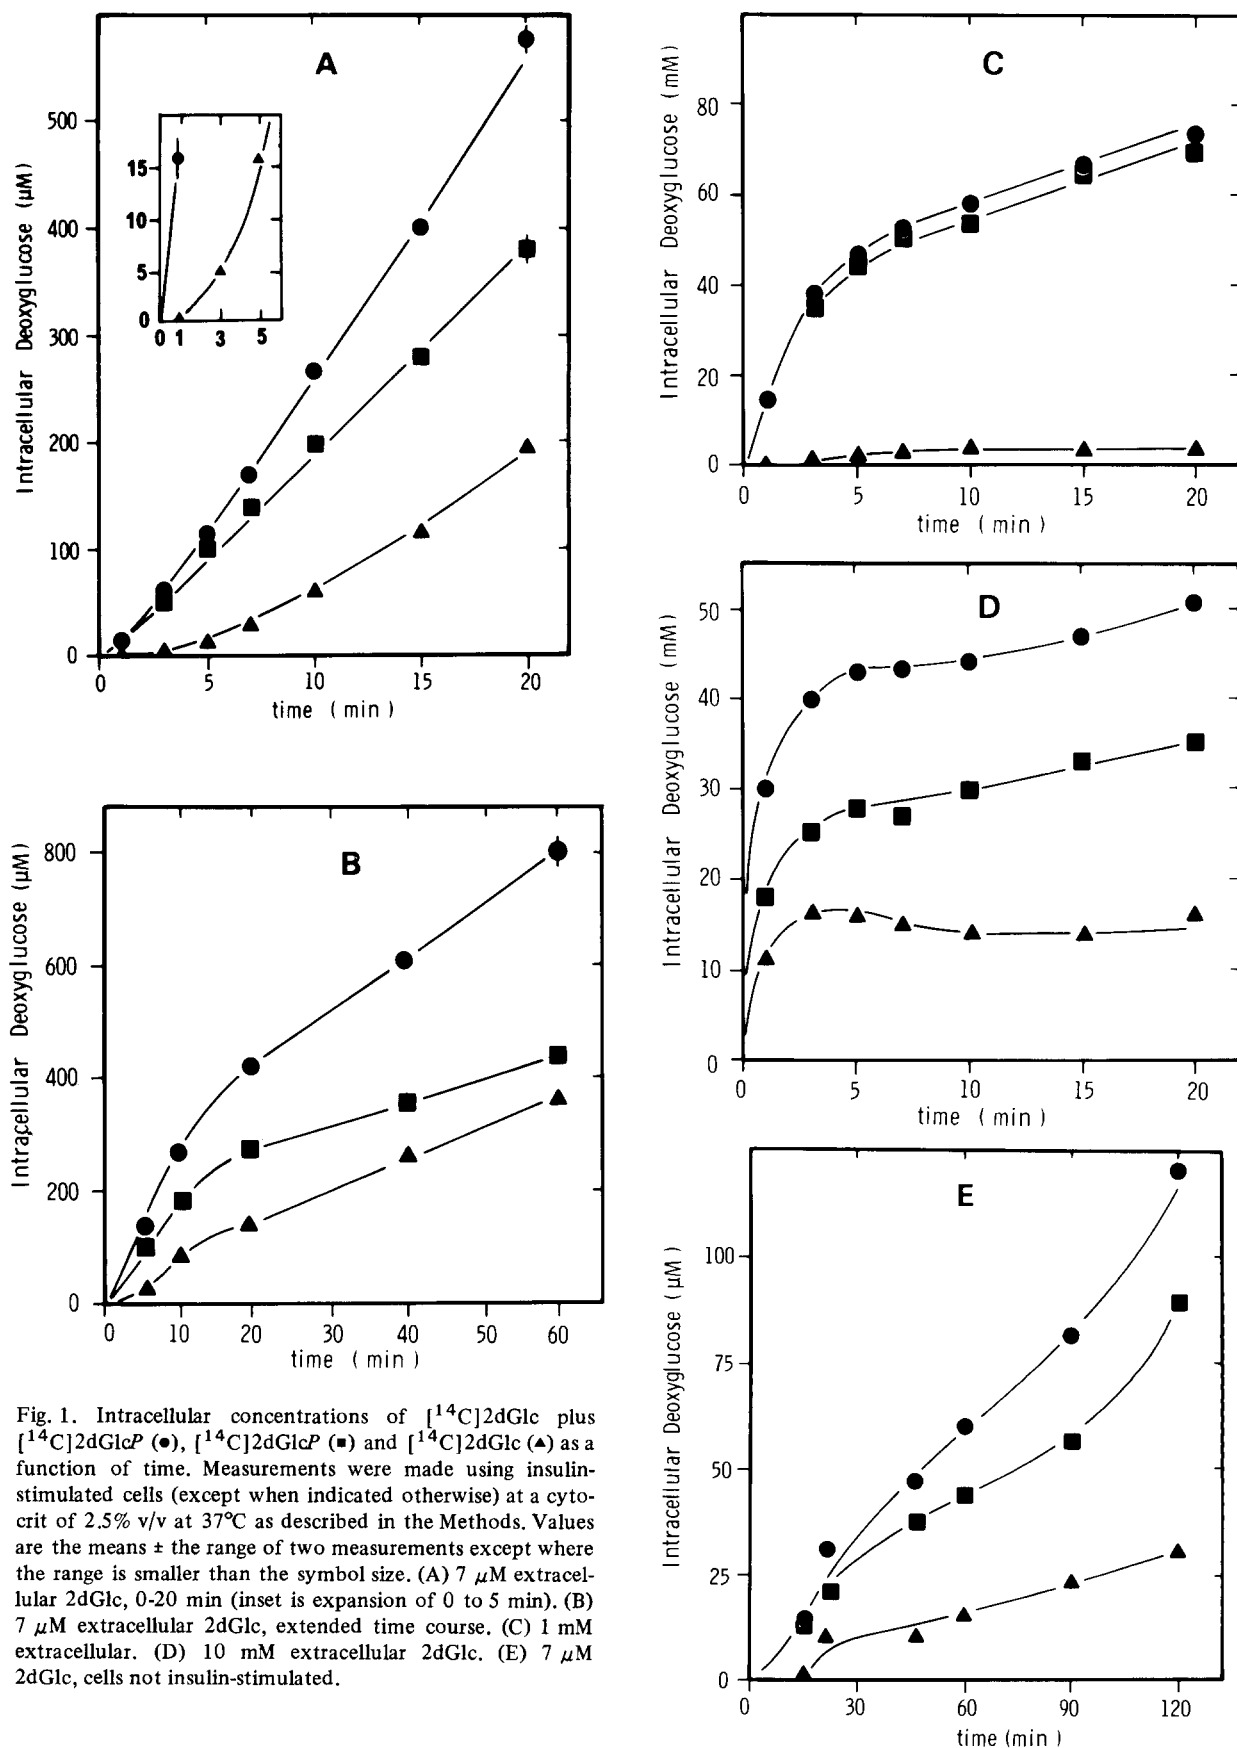 A
Intracellular Deoxyglucose (μM)
500
400
300
200
100
0
15
10
5
0
0 1 3 5
0 5 10 15 20
time (min)
B
Intracellular Deoxyglucose (μM)
800
600
400
200
0
0 10 20 30 40 50 60
time (min)
Fig. 1. Intracellular concentrations of [¹⁴C]2dGlc plus
[¹⁴C]2dGlcP (●), [¹⁴C]2dGlcP (■) and [¹⁴C]2dGlc (▲) as a
function of time. Measurements were made using insulin-
stimulated cells (except when indicated otherwise) at a cyto-
crit of 2.5% v/v at 37°C as described in the Methods. Values
are the means ± the range of two measurements except where
the range is smaller than the symbol size. (A) 7 μM extracel-
lular 2dGlc, 0-20 min (inset is expansion of 0 to 5 min). (B)
7 μM extracellular 2dGlc, extended time course. (C) 1 mM
extracellular. (D) 10 mM extracellular 2dGlc. (E) 7 μM
2dGlc, cells not insulin-stimulated.
C
Intracellular Deoxyglucose (mM)
80
60
40
20
0
0 5 10 15 20
time (min)
D
Intracellular Deoxyglucose (mM)
50
40
30
20
10
0
0 5 10 15 20
time (min)
E
Intracellular Deoxyglucose (μM)
100
75
50
25
0
0 30 60 90 120
time (min)